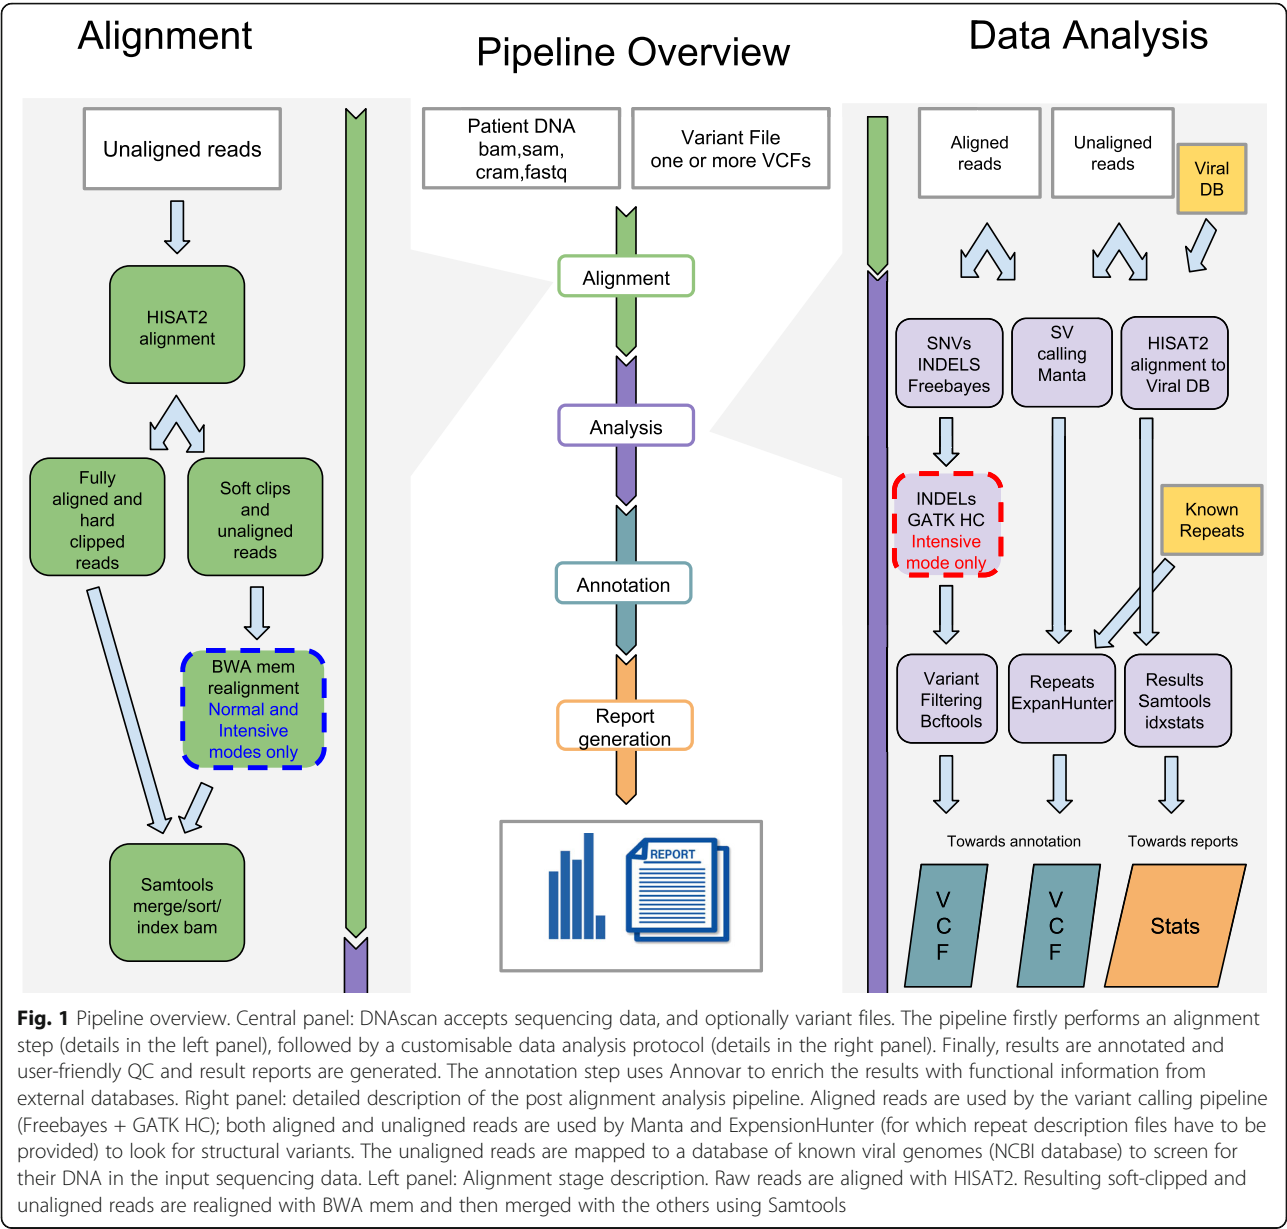 Alignment
Pipeline Overview
Data Analysis
Unaligned reads
HISAT2
alignment
Fully
aligned and
hard
clipped
reads
Soft clips
and
unaligned
reads
BWA mem
realignment
Normal and
Intensive
modes only
Samtools
merge/sort/
index bam
Patient DNA
bam,sam,
cram,fastq
Variant File
one or more VCFs
Alignment
Analysis
Annotation
Report
generation
REPORT
Aligned
reads
Unaligned
reads
Viral
DB
SNVs
INDELS
Freebayes
SV
calling
Manta
HISAT2
alignment to
Viral DB
INDELs
GATK HC
Intensive
mode only
Known
Repeats
Variant
Filtering
Bcftools
Repeats
ExpanHunter
Results
Samtools
idxstats
Towards annotation
Towards reports
V
C
F
V
C
F
Stats
Fig. 1 Pipeline overview. Central panel: DNAscan accepts sequencing data, and optionally variant files. The pipeline firstly performs an alignment
step (details in the left panel), followed by a customisable data analysis protocol (details in the right panel). Finally, results are annotated and
user-friendly QC and result reports are generated. The annotation step uses Annovar to enrich the results with functional information from
external databases. Right panel: detailed description of the post alignment analysis pipeline. Aligned reads are used by the variant calling pipeline
(Freebayes + GATK HC); both aligned and unaligned reads are used by Manta and ExpensionHunter (for which repeat description files have to be
provided) to look for structural variants. The unaligned reads are mapped to a database of known viral genomes (NCBI database) to screen for
their DNA in the input sequencing data. Left panel: Alignment stage description. Raw reads are aligned with HISAT2. Resulting soft-clipped and
unaligned reads are realigned with BWA mem and then merged with the others using Samtools